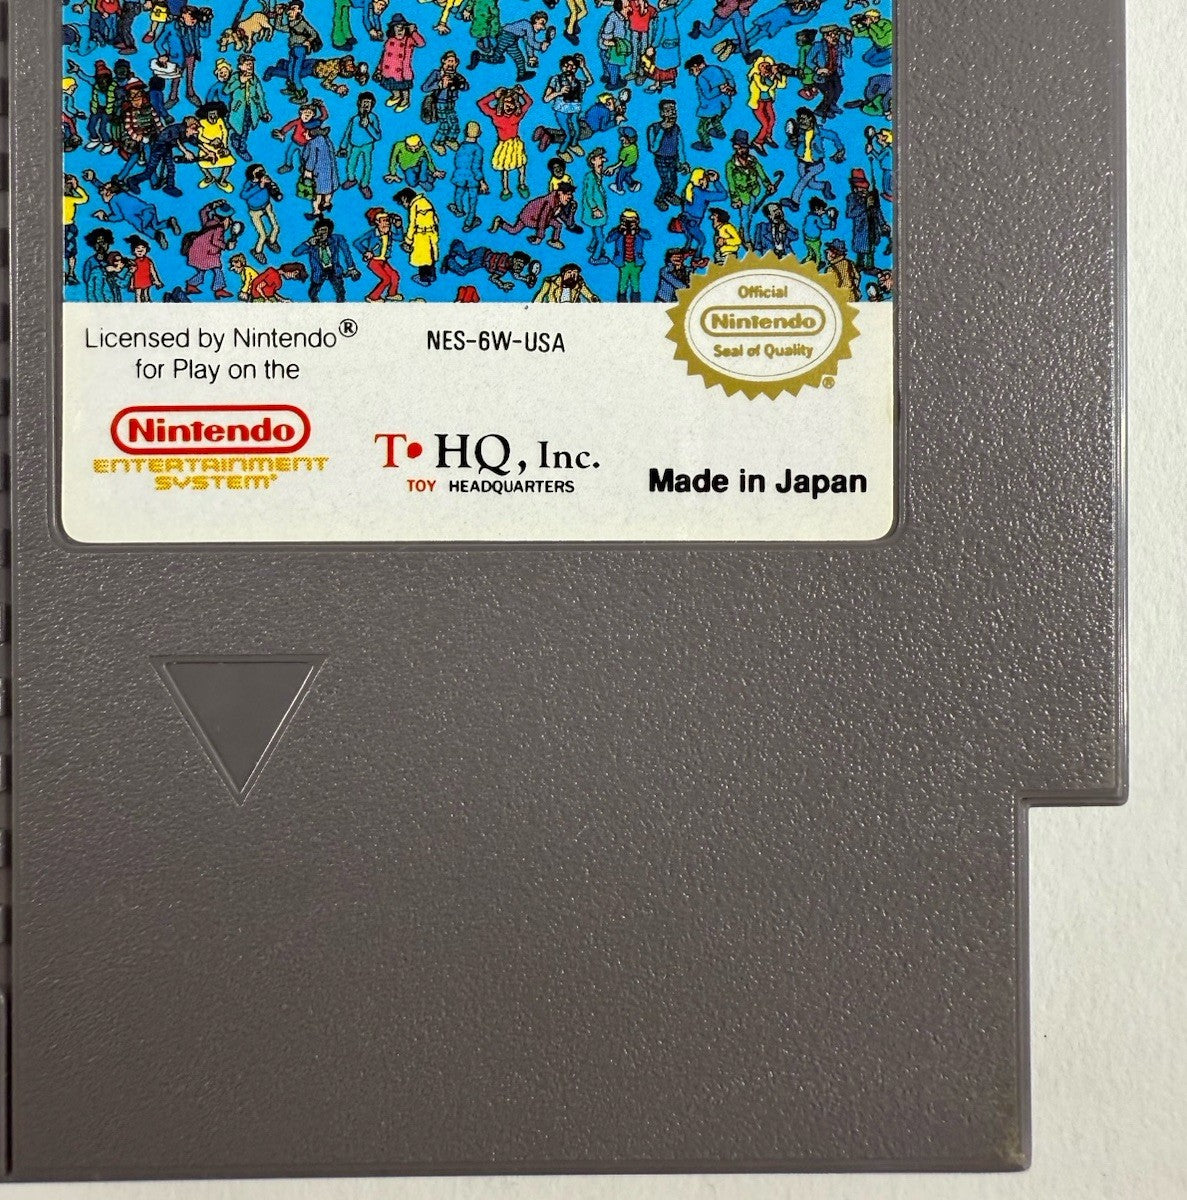 Licensed by Nintendo®
for Play on the
Nintendo
ENTERTAINMENT
SYSTEM
NES-6W-USA
T•HQ, Inc.
TOY HEADQUARTERS
Official
Nintendo
Seal of Quality
®
Made in Japan